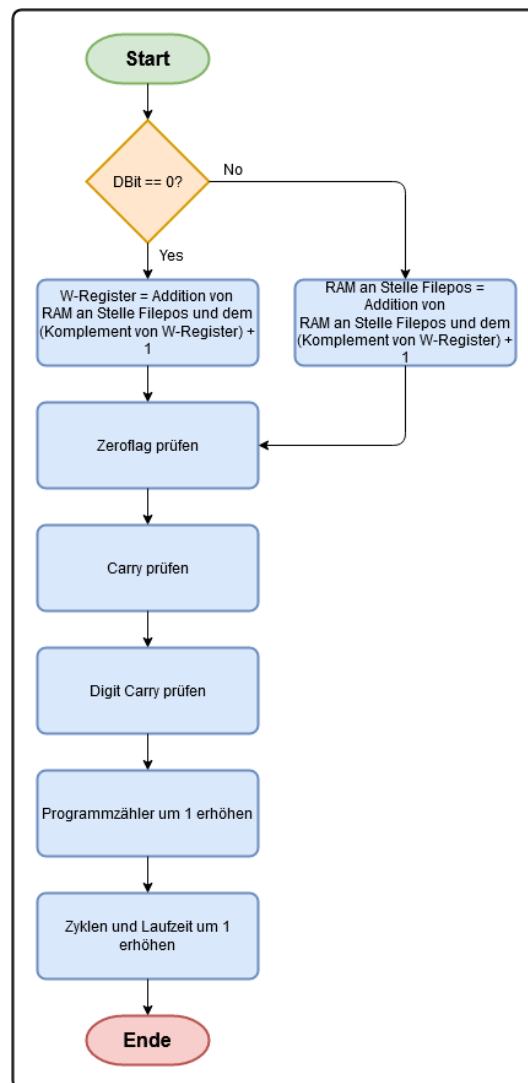 Start
DBit == 0?
No
Yes
W-Register = Addition von
RAM an Stelle Filepos und dem
(Komplement von W-Register) +
1
RAM an Stelle Filepos =
Addition von
RAM an Stelle Filepos und dem
(Komplement von W-Register) +
1
Zeroflag prüfen
Carry prüfen
Digit Carry prüfen
Programmzähler um 1 erhöhen
Zyklen und Laufzeit um 1
erhöhen
Ende